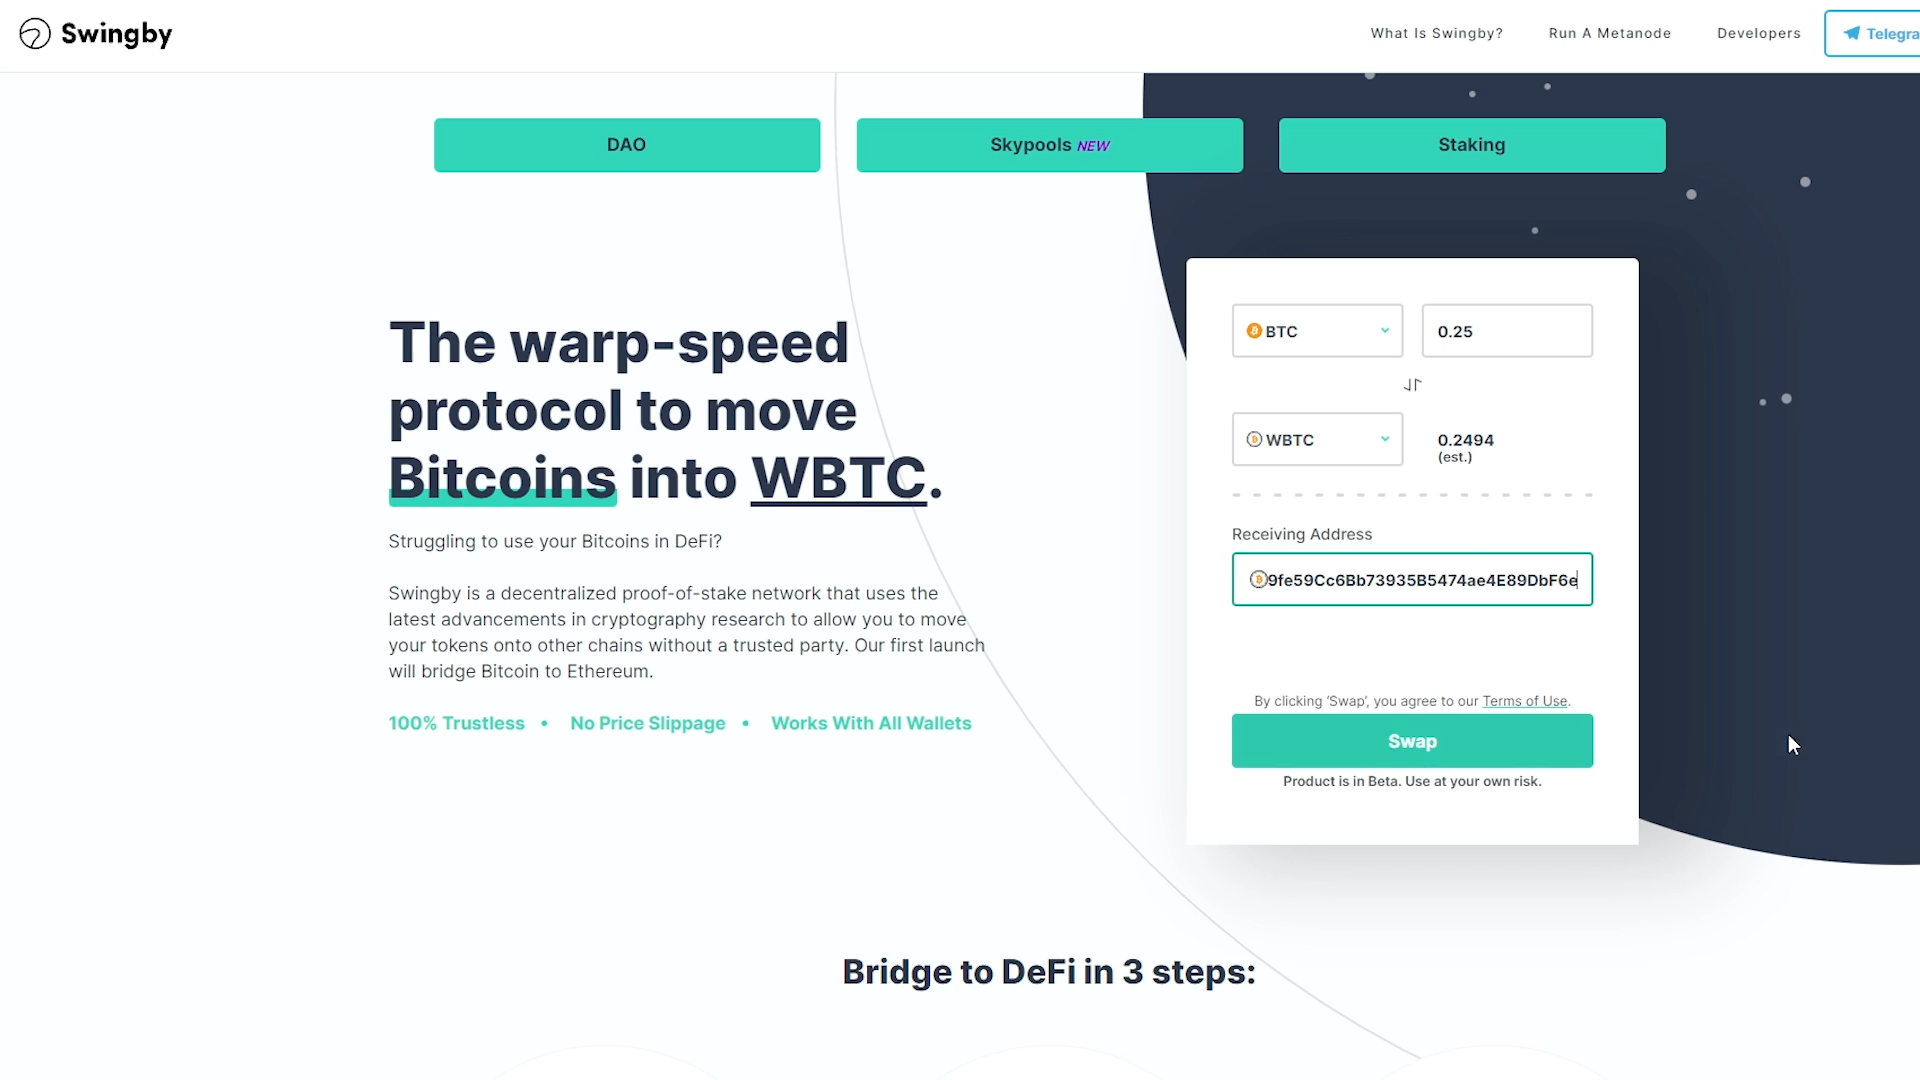 Swingby
What Is Swingby?
Run A Metanode
Developers
Telegra
DAO
Skypools NEW
Staking
The warp-speed
protocol to move
Bitcoins into WBTC.
Struggling to use your Bitcoins in DeFi?
Swingby is a decentralized proof-of-stake network that uses the
latest advancements in cryptography research to allow you to move
your tokens onto other chains without a trusted party. Our first launch
will bridge Bitcoin to Ethereum.
100% Trustless • No Price Slippage • Works With All Wallets
BTC
0.25
WBTC
0.2494
(est.)
Receiving Address
9fe59Cc6Bb73935B5474ae4E89DbF6e
By clicking ‘Swap’, you agree to our Terms of Use.
Swap
Product is in Beta. Use at your own risk.
Bridge to DeFi in 3 steps: